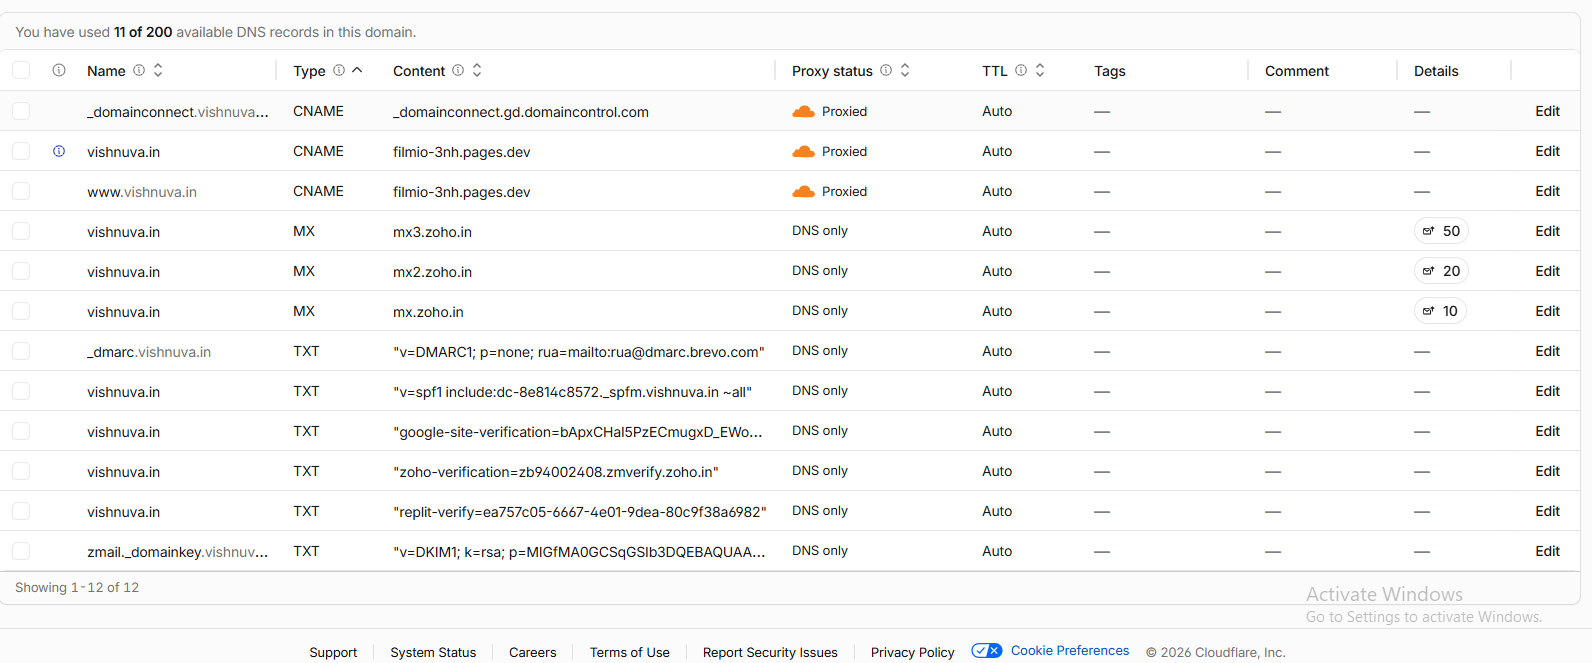 You have used 11 of 200 available DNS records in this domain.
Name Type Content Proxy status TTL Tags Comment Details
_domainconnect.vishnuva... CNAME _domainconnect.gd.domaincontrol.com Proxied Auto — — — Edit
vishnuva.in CNAME filmio-3nh.pages.dev Proxied Auto — — — Edit
www.vishnuva.in CNAME filmio-3nh.pages.dev Proxied Auto — — — Edit
vishnuva.in MX mx3.zoho.in DNS only Auto — — 50 Edit
vishnuva.in MX mx2.zoho.in DNS only Auto — — 20 Edit
vishnuva.in MX mx.zoho.in DNS only Auto — — 10 Edit
_dmarc.vishnuva.in TXT "v=DMARC1; p=none; rua=mailto:rua@dmarc.brevo.com" DNS only Auto — — — Edit
vishnuva.in TXT "v=spf1 include:dc-8e814c8572._spfm.vishnuva.in ~all" DNS only Auto — — — Edit
vishnuva.in TXT "google-site-verification=bApxCHaI5PzECmugxD_EWo... DNS only Auto — — — Edit
vishnuva.in TXT "zoho-verification=zb94002408.zmverify.zoho.in" DNS only Auto — — — Edit
vishnuva.in TXT "replit-verify=ea757c05-6667-4e01-9dea-80c9f38a6982" DNS only Auto — — — Edit
zmail._domainkey.vishnuv... TXT "v=DKIM1; k=rsa; p=MIGfMA0GCSqGSIb3DQEBAQUAA... DNS only Auto — — — Edit
Showing 1-12 of 12
Activate Windows
Go to Settings to activate Windows.
Support System Status Careers Terms of Use Report Security Issues Privacy Policy Cookie Preferences © 2026 Cloudflare, Inc.